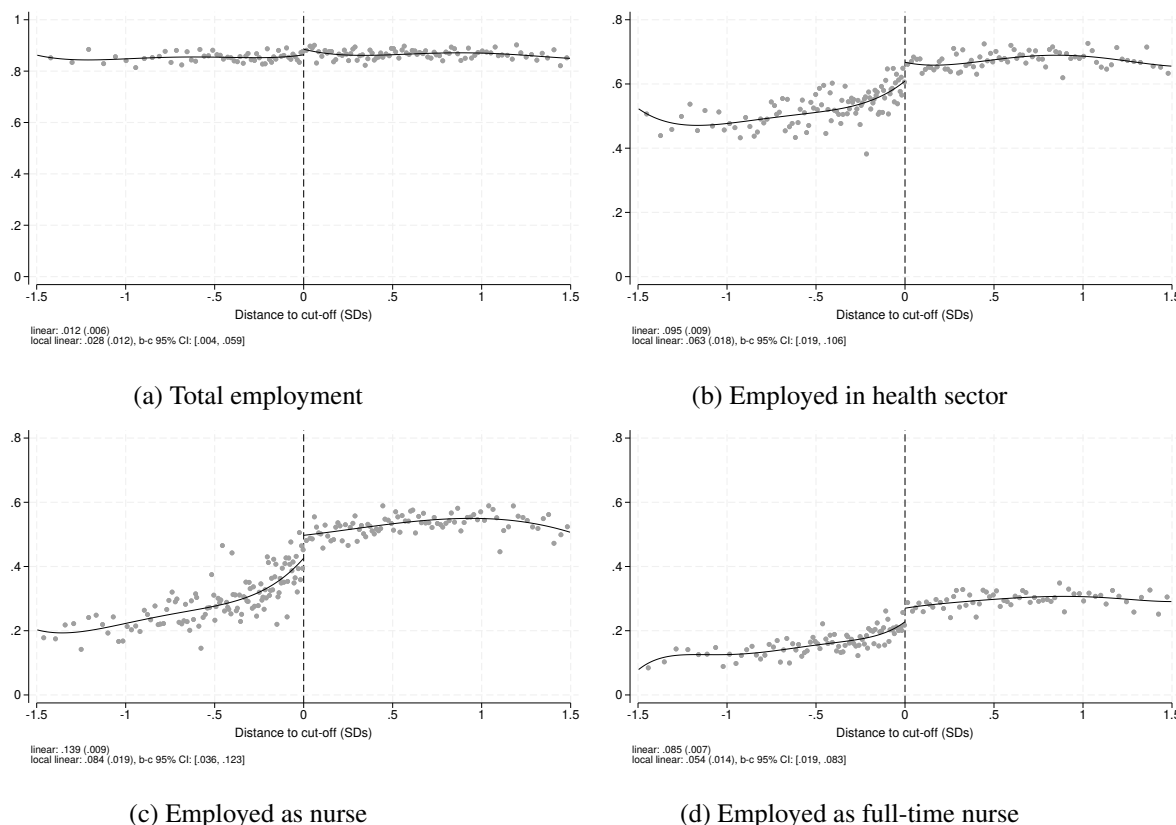 1
.8
.6
.4
.2
0
-1.5 -1 -.5 0 .5 1 1.5
Distance to cut-off (SDs)
linear: .012 (.006)
local linear: .028 (.012), b-c 95% CI: [.004, .059]
(a) Total employment
.8
.6
.4
.2
0
-1.5 -1 -.5 0 .5 1 1.5
Distance to cut-off (SDs)
linear: .095 (.009)
local linear: .063 (.018), b-c 95% CI: [.019, .106]
(b) Employed in health sector
.8
.6
.4
.2
0
-1.5 -1 -.5 0 .5 1 1.5
Distance to cut-off (SDs)
linear: .139 (.009)
local linear: .084 (.019), b-c 95% CI: [.036, .123]
(c) Employed as nurse
.8
.6
.4
.2
0
-1.5 -1 -.5 0 .5 1 1.5
Distance to cut-off (SDs)
linear: .085 (.007)
local linear: .054 (.014), b-c 95% CI: [.019, .083]
(d) Employed as full-time nurse